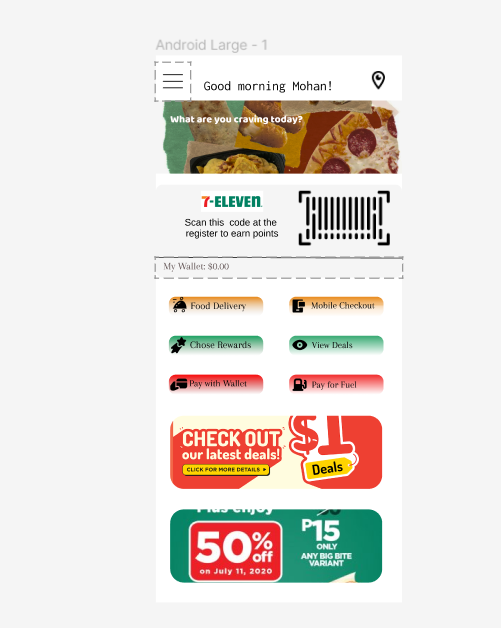 Android Large - 1
Good morning Mohan!
What are you craving today?
7-ELEVEN
Scan this code at the
register to earn points
My Wallet: $0.00
Food Delivery
Mobile Checkout
Chose Rewards
View Deals
Pay with Wallet
Pay for Fuel
CHECK OUT
our latest deals!
CLICK FOR MORE DETAILS
$1
Deals
Plus enjoy
50% off
on July 11, 2020
₱15
ONLY
ANY BIG BITE
VARIANT